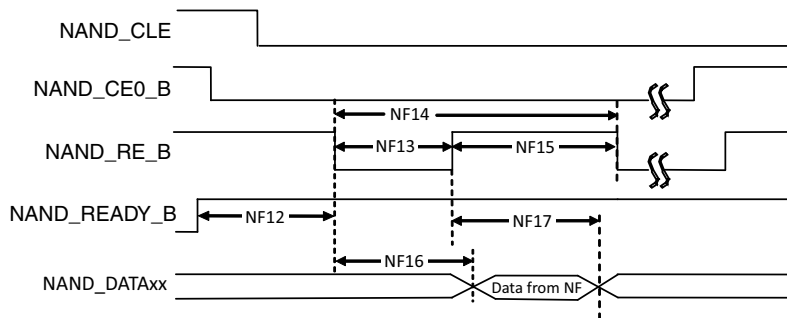 NAND_CLE
NAND_CE0_B
NF14
NAND_RE_B
NF13
NF15
NAND_READY_B
NF12
NF17
NF16
NAND_DATAxx
Data from NF